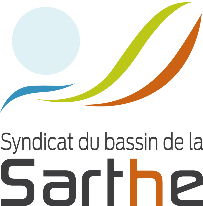 Syndicat du bassin de la
Sarthe